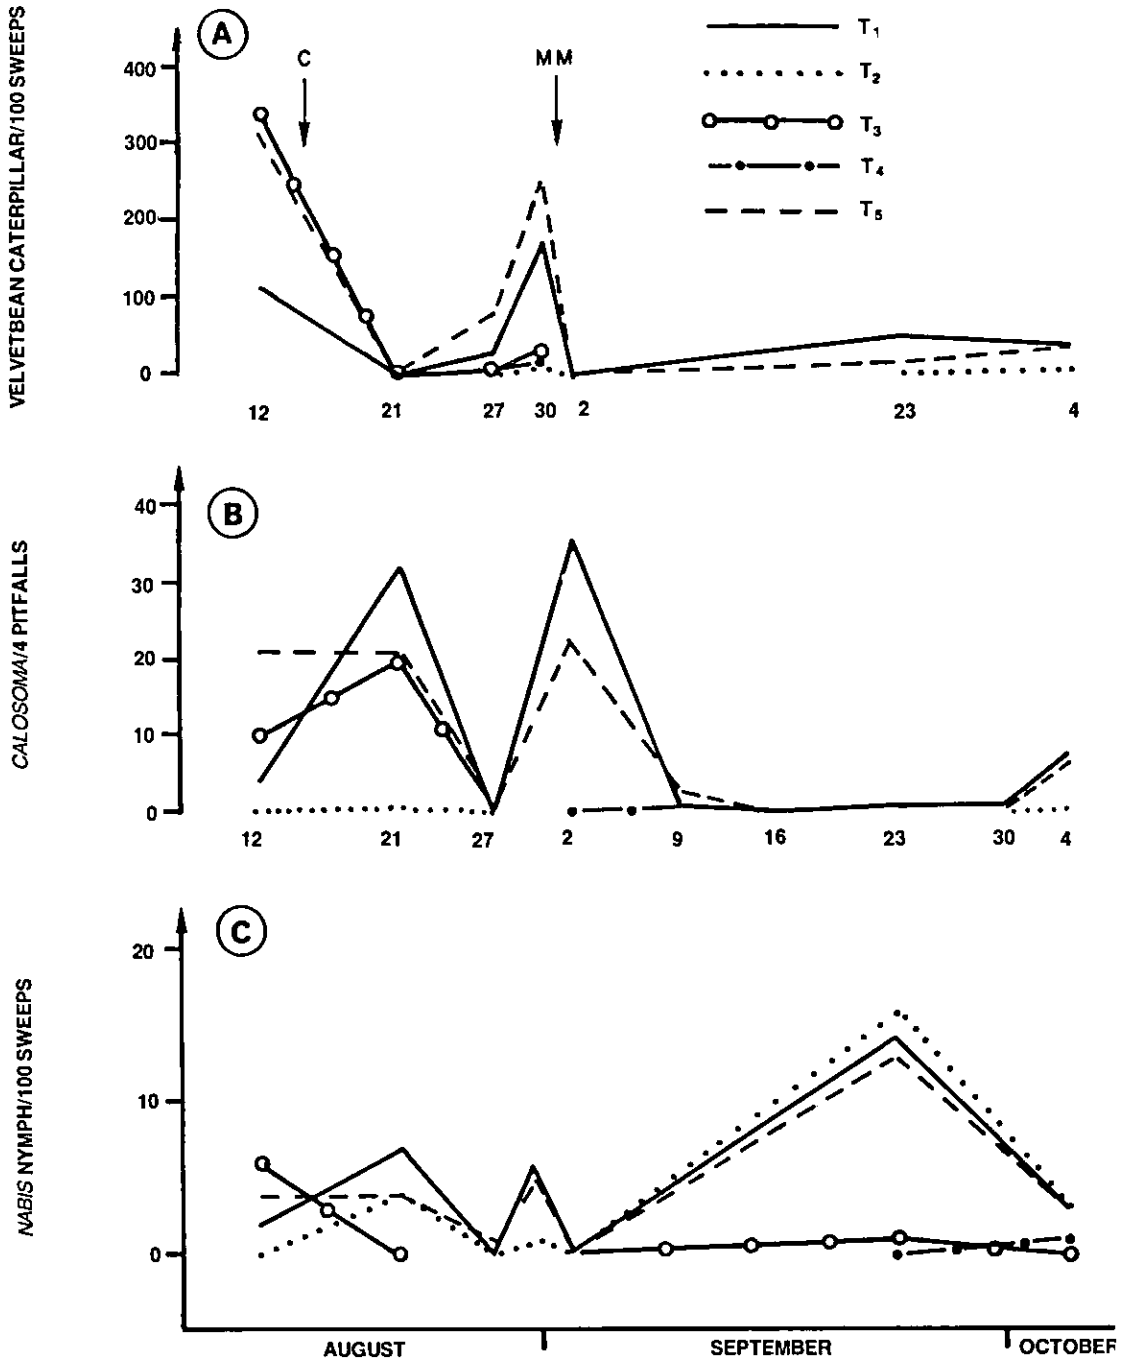 A
VELVETBEAN CATERPILLAR/100 SWEEPS
400
300
200
100
0
C
MM
T1
T2
T3
T4
T5
12 21 27 30 2 23 4
B
CALOSOMA/4 PITFALLS
40
30
20
10
0
12 21 27 2 9 16 23 30 4
C
NABIS NYMPH/100 SWEEPS
20
10
0
AUGUST SEPTEMBER OCTOBER